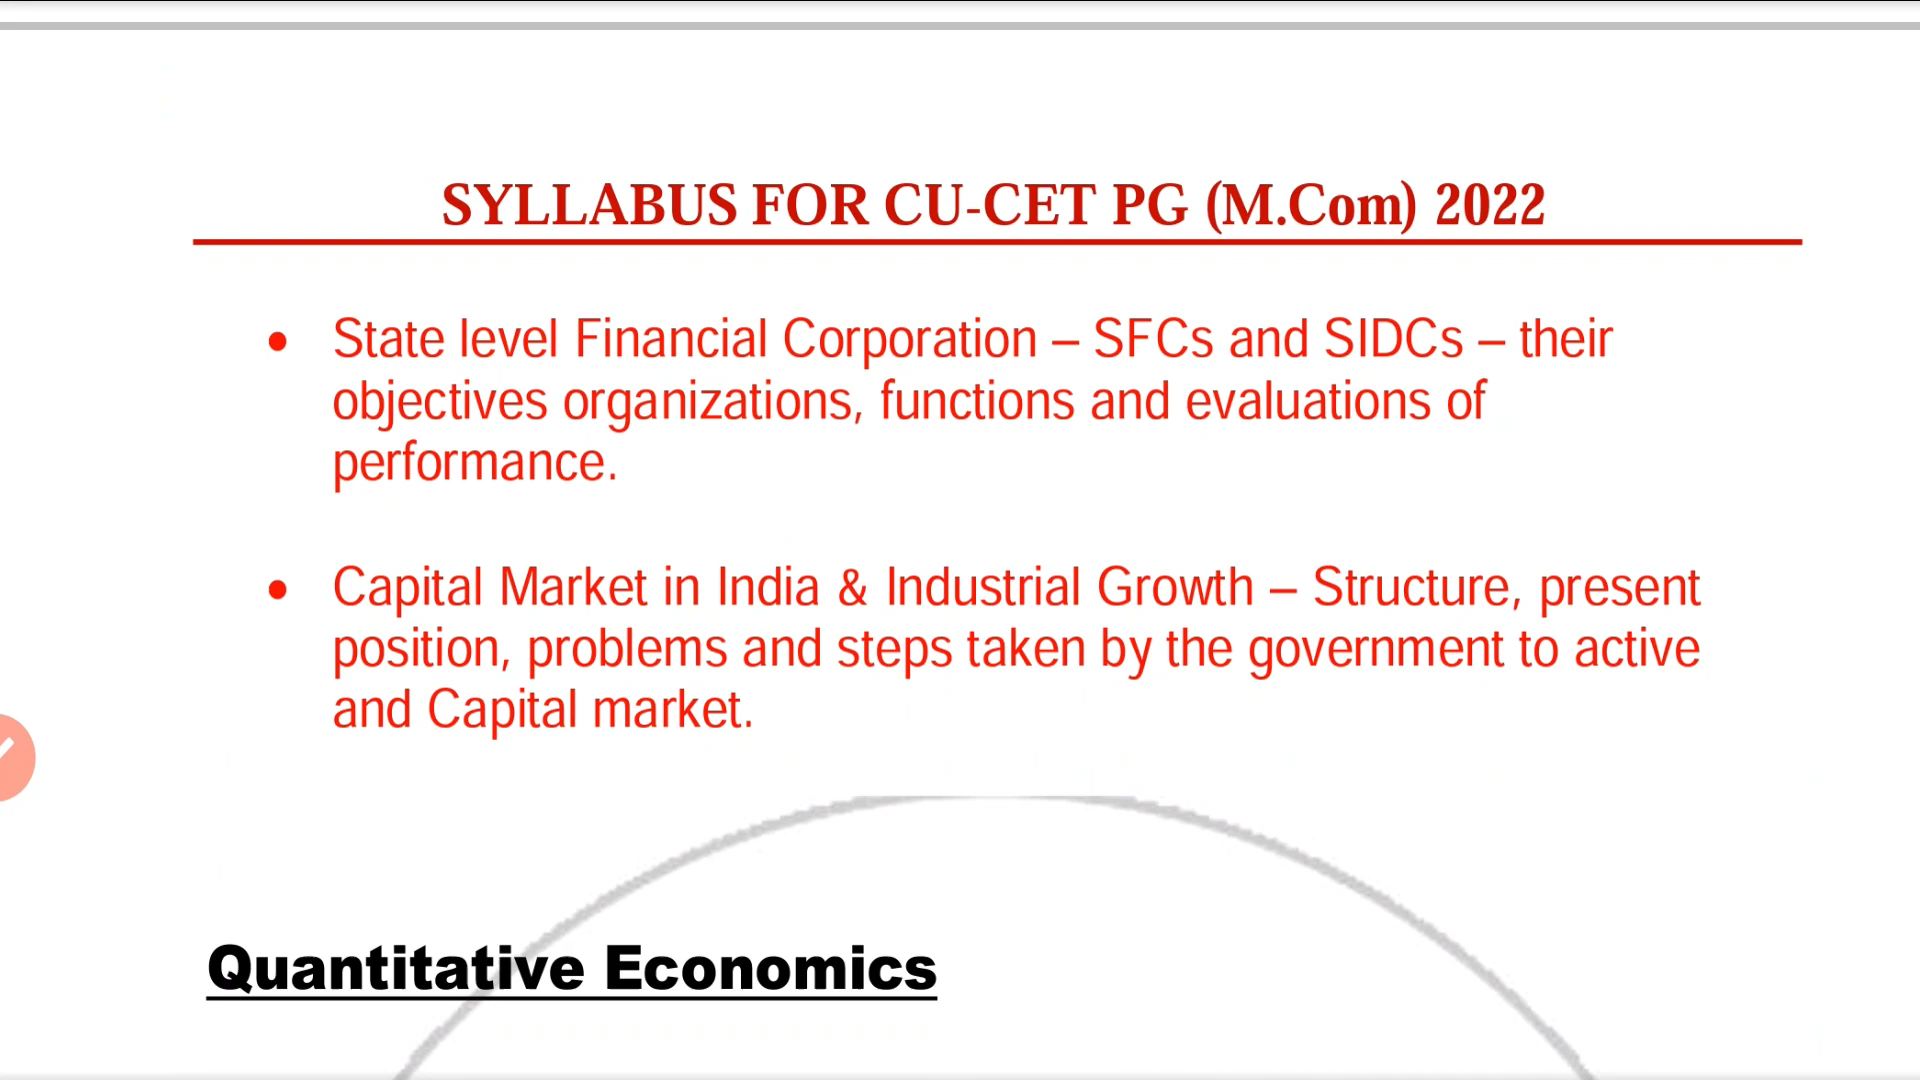 SYLLABUS FOR CU-CET PG (M.Com) 2022
• State level Financial Corporation – SFCs and SIDCs – their
objectives organizations, functions and evaluations of
performance.
• Capital Market in India & Industrial Growth – Structure, present
position, problems and steps taken by the government to active
and Capital market.
Quantitative Economics